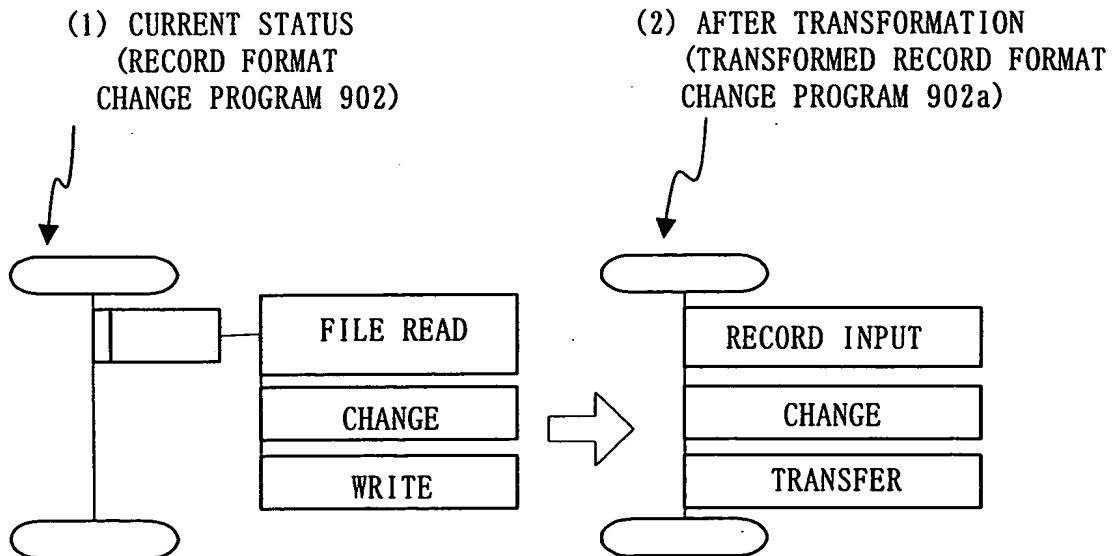 (1) CURRENT STATUS
(RECORD FORMAT
CHANGE PROGRAM 902)
(2) AFTER TRANSFORMATION
(TRANSFORMED RECORD FORMAT
CHANGE PROGRAM 902a)
FILE READ
CHANGE
WRITE
RECORD INPUT
CHANGE
TRANSFER